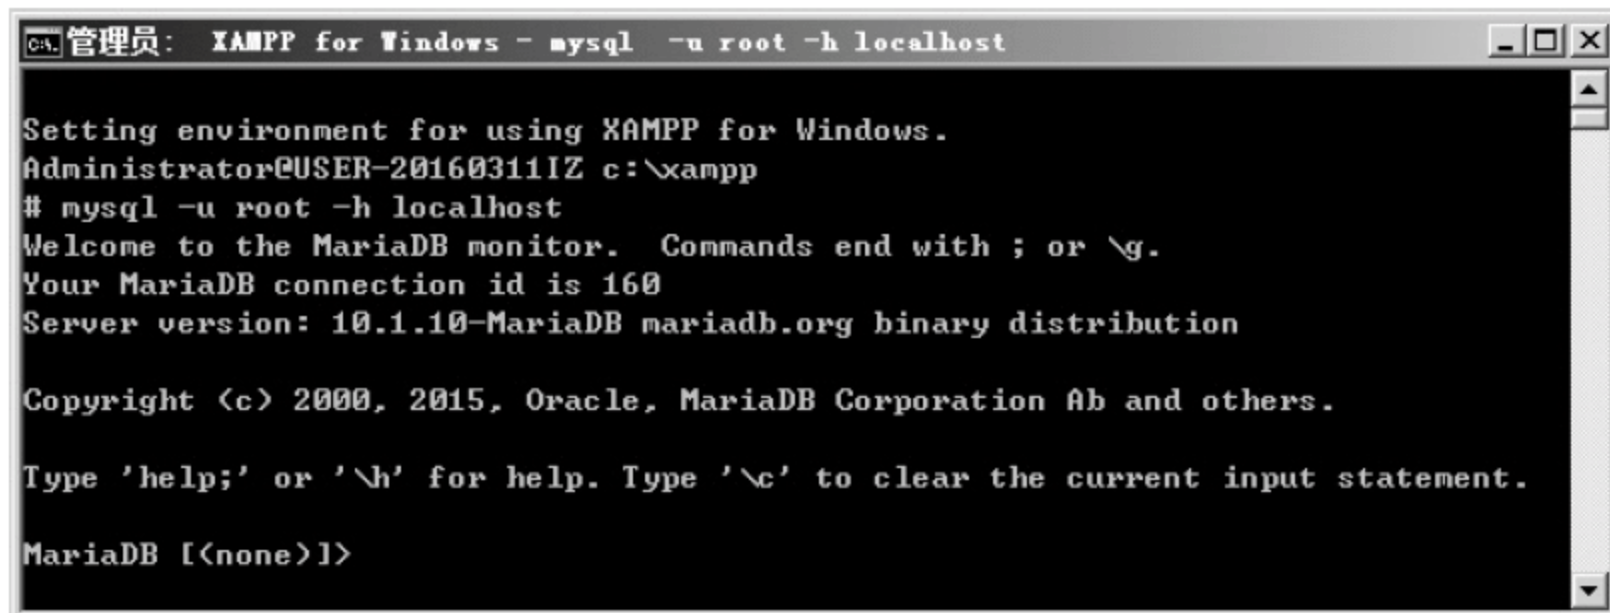 管理员: XAMPP for Windows - mysql  -u root -h localhost
Setting environment for using XAMPP for Windows.
Administrator@USER-20160311IZ c:\xampp
# mysql -u root -h localhost
Welcome to the MariaDB monitor.  Commands end with ; or \g.
Your MariaDB connection id is 160
Server version: 10.1.10-MariaDB mariadb.org binary distribution
Copyright (c) 2000, 2015, Oracle, MariaDB Corporation Ab and others.
Type 'help;' or '\h' for help. Type '\c' to clear the current input statement.
MariaDB [(none)]>